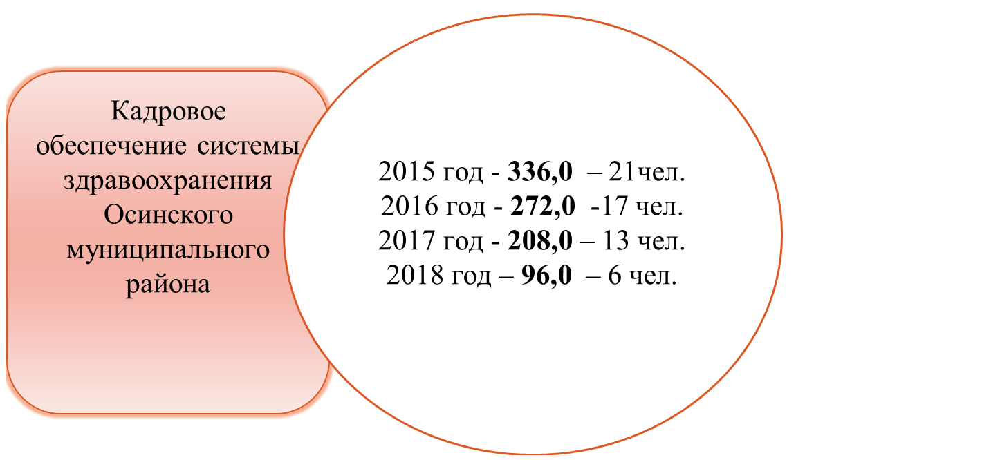 Кадровое
обеспечение системы
здравоохранения
Осинского
муниципального
района
2015 год - 336,0 – 21чел.
2016 год - 272,0 -17 чел.
2017 год - 208,0 – 13 чел.
2018 год – 96,0 – 6 чел.